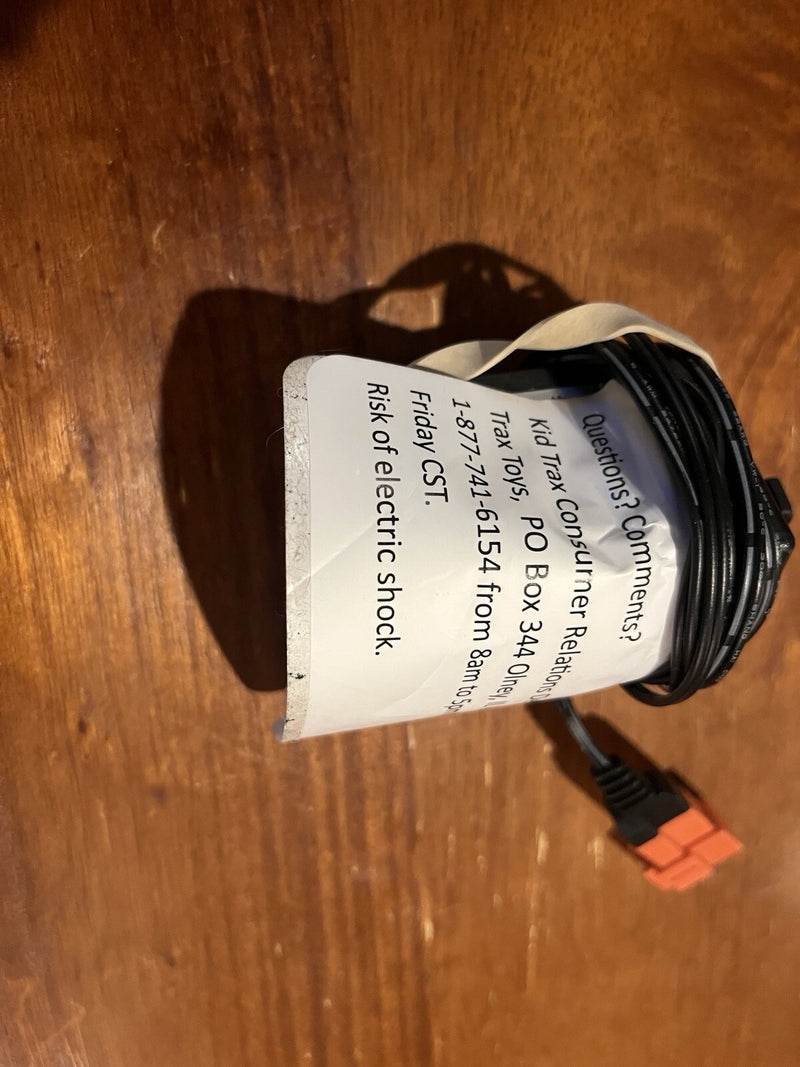 Questions? Comments?
Kid Trax Consumer Relations
Trax Toys, PO Box 344 Olney,
1-877-741-6154 from 8am to
Friday CST.
Risk of electric shock.